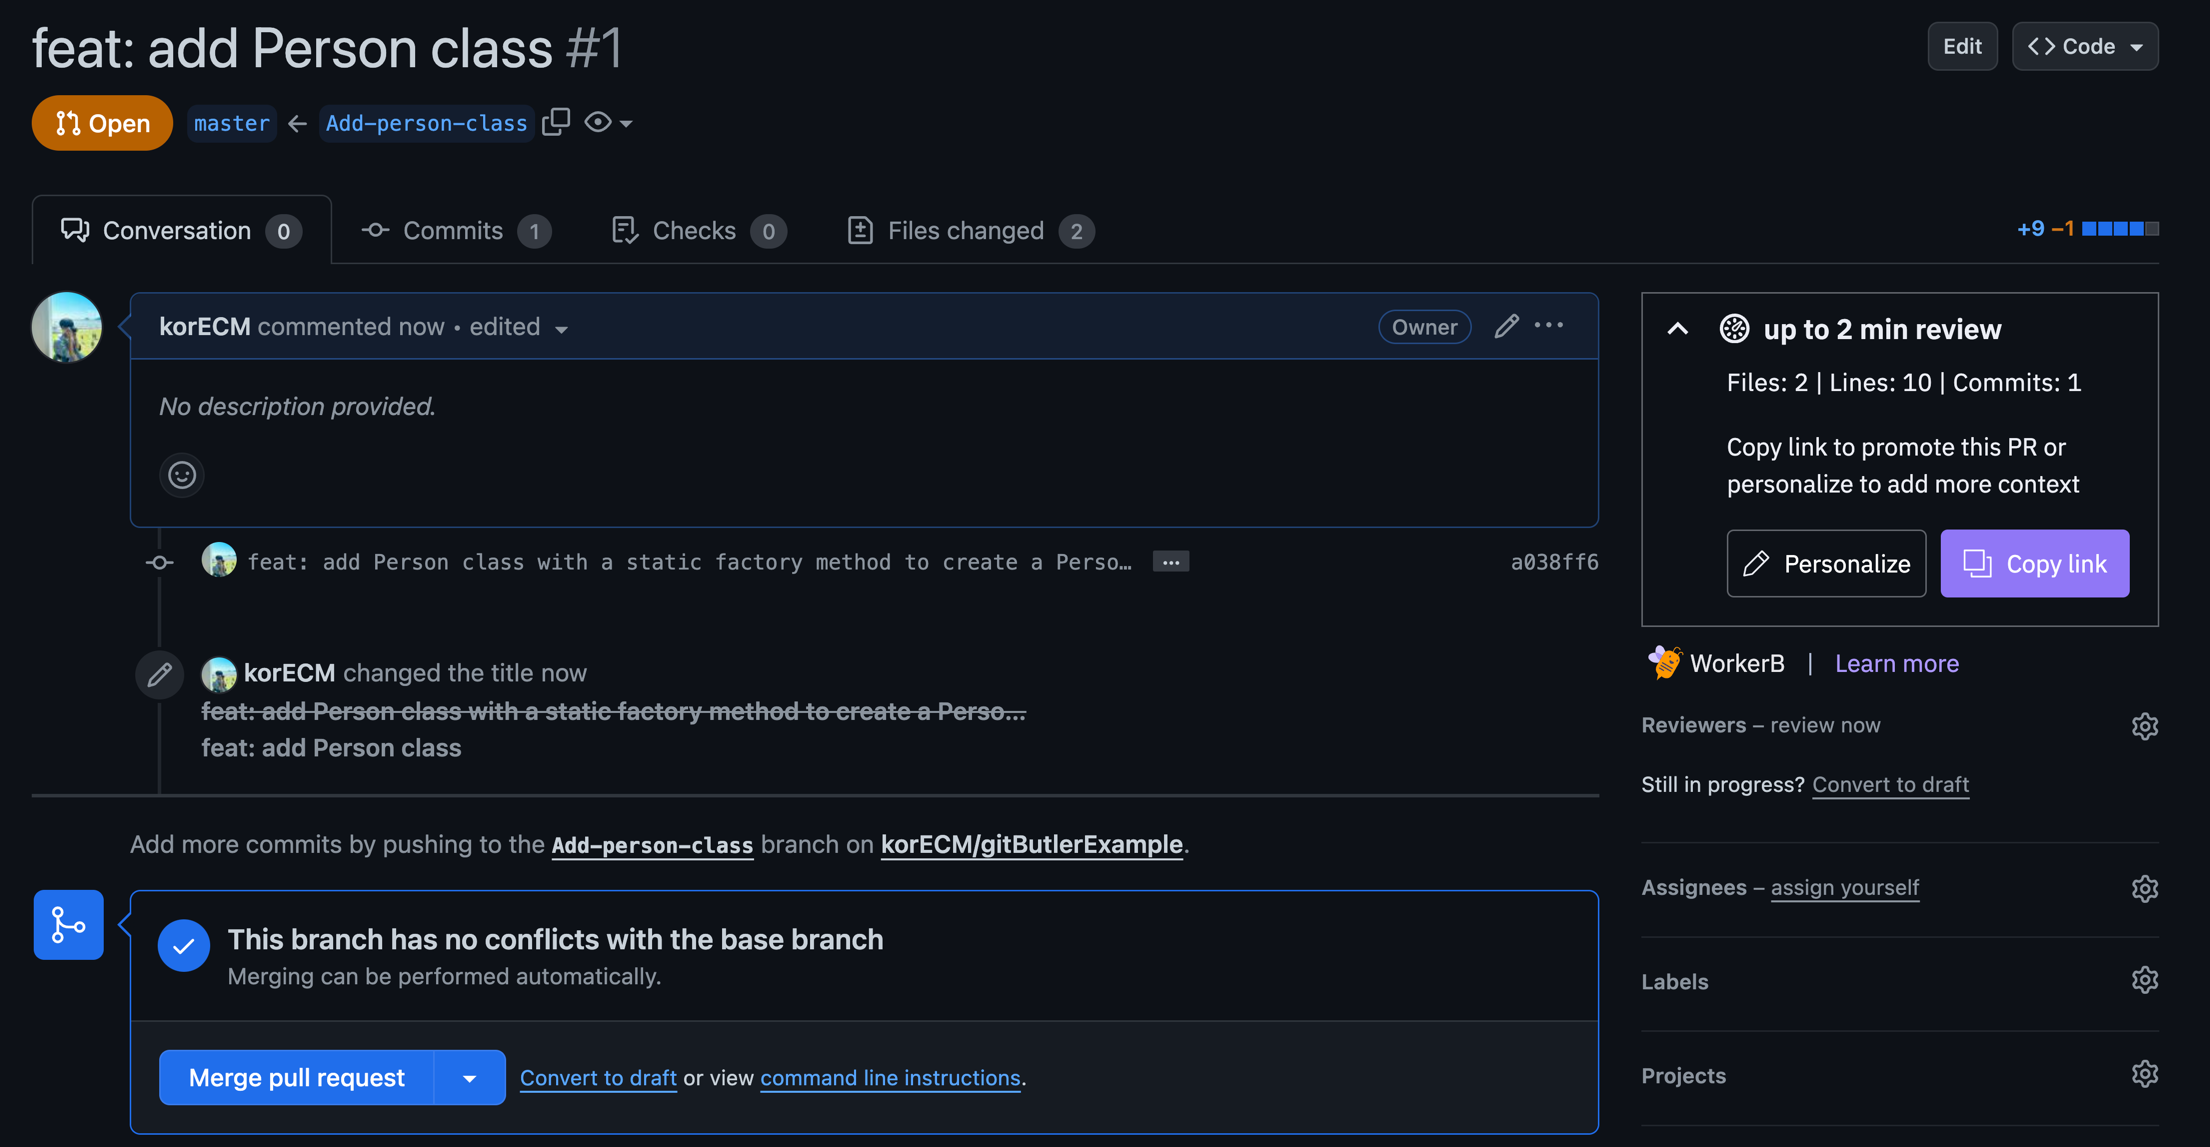 feat: add Person class #1
Edit
Code
Open
master ← Add-person-class
Conversation 0
Commits 1
Checks 0
Files changed 2
+9 −1
korECM commented now • edited
Owner
No description provided.
feat: add Person class with a static factory method to create a Perso… …
a038ff6
korECM changed the title now
feat: add Person class with a static factory method to create a Perso...
feat: add Person class
Add more commits by pushing to the Add-person-class branch on korECM/gitButlerExample.
This branch has no conflicts with the base branch
Merging can be performed automatically.
Merge pull request
Convert to draft or view command line instructions.
up to 2 min review
Files: 2 | Lines: 10 | Commits: 1
Copy link to promote this PR or
personalize to add more context
Personalize
Copy link
WorkerB | Learn more
Reviewers – review now
Still in progress? Convert to draft
Assignees – assign yourself
Labels
Projects